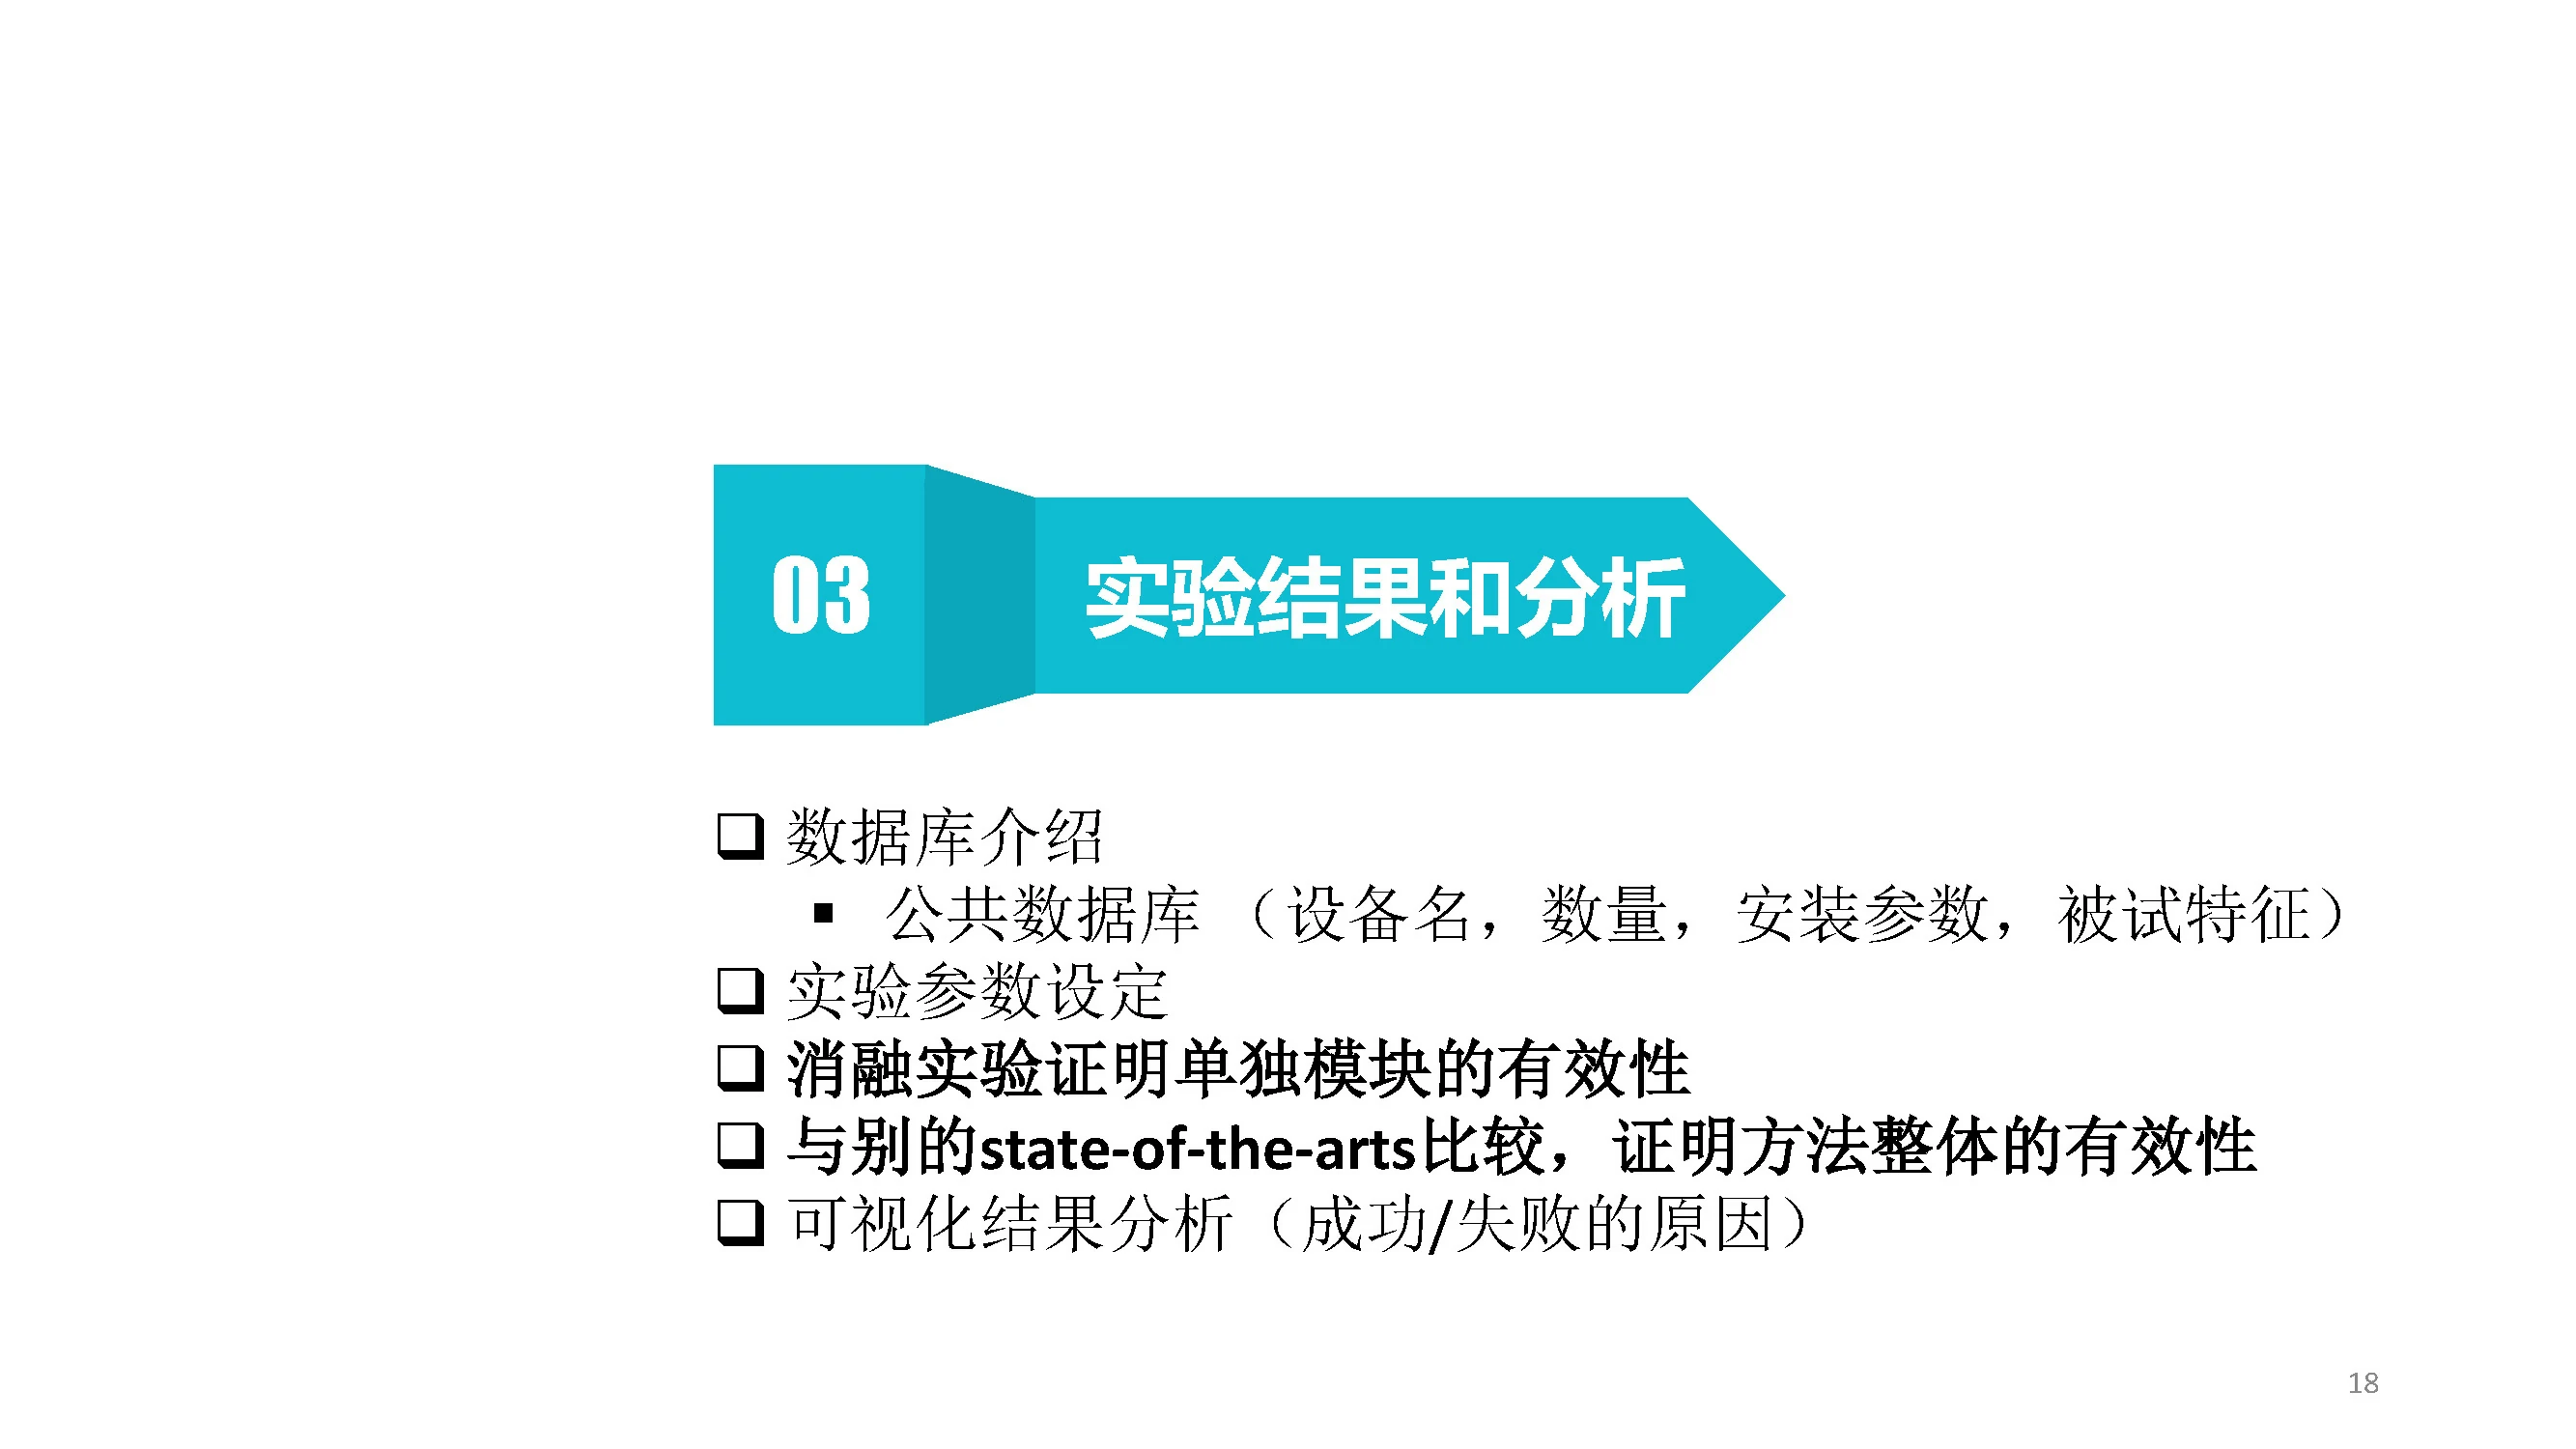 03 实验结果和分析
数据库介绍
公共数据库 （设备名，数量，安装参数，被试特征）
实验参数设定
消融实验证明单独模块的有效性
与别的state-of-the-arts比较，证明方法整体的有效性
可视化结果分析（成功/失败的原因）
18